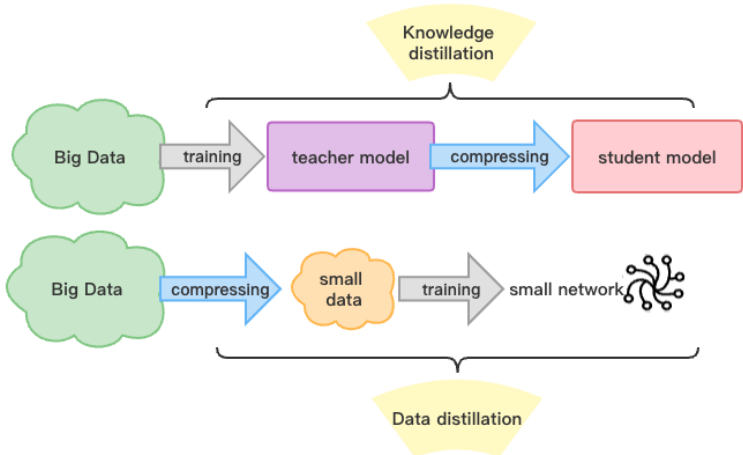 Knowledge
distillation
Big Data
training
teacher model
compressing
student model
Big Data
compressing
small
data
training
small network
Data distillation